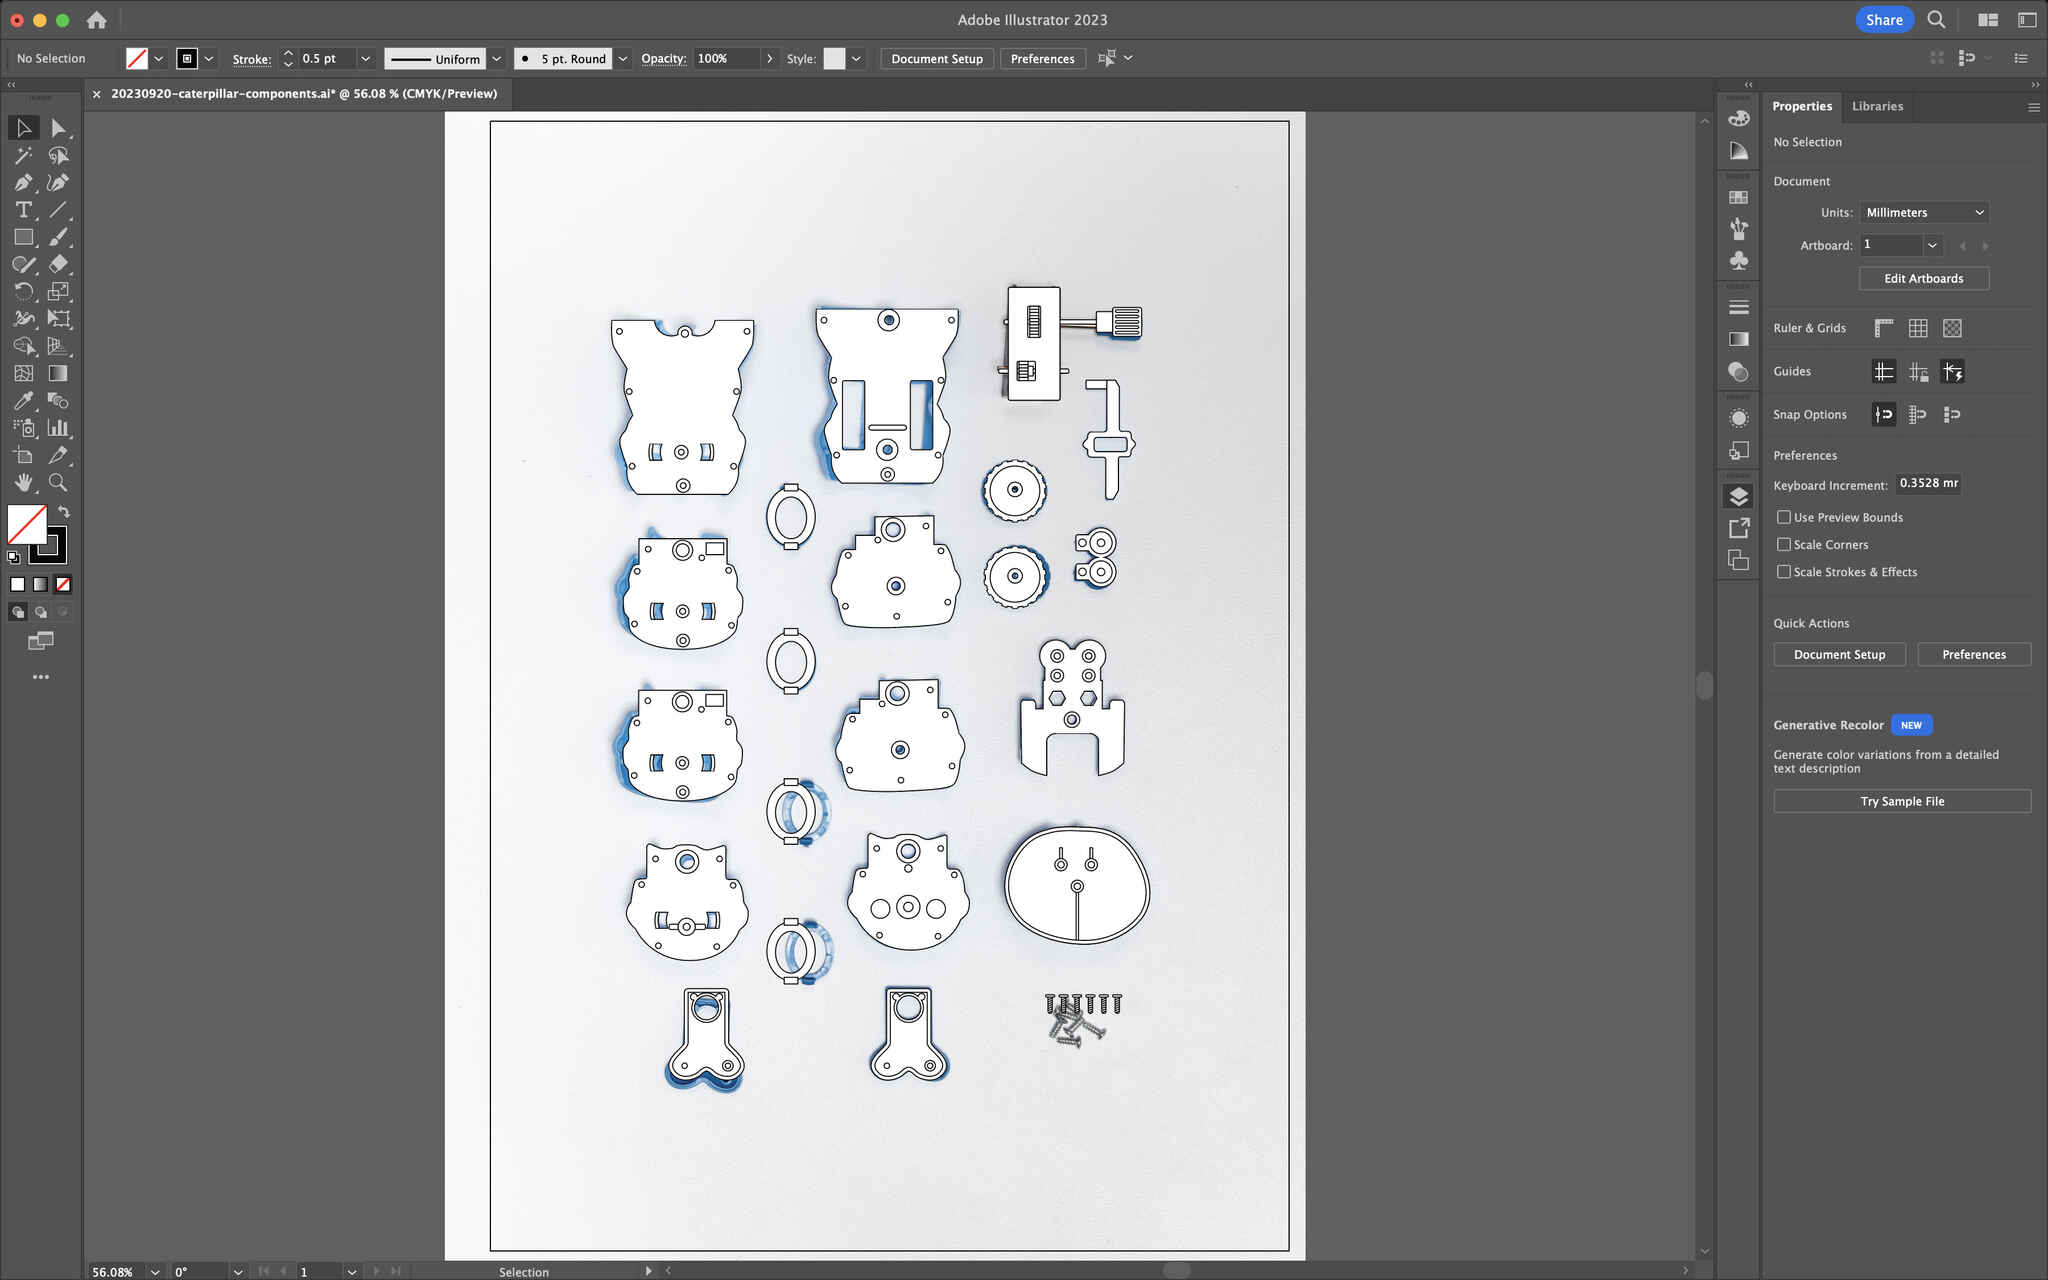 Adobe Illustrator 2023
Share
No Selection
Stroke:
0.5 pt
Uniform
5 pt. Round
Opacity:
100%
Style:
Document Setup
Preferences
20230920-caterpillar-components.ai* @ 56.08 % (CMYK/Preview)
Properties
Libraries
No Selection
Document
Units:
Millimeters
Artboard:
1
Edit Artboards
Ruler & Grids
Guides
Snap Options
Preferences
Keyboard Increment:
0.3528 mr
Use Preview Bounds
Scale Corners
Scale Strokes & Effects
Quick Actions
Document Setup
Preferences
Generative Recolor
NEW
Generate color variations from a detailed
text description
Try Sample File
56.08%
0°
1
Selection